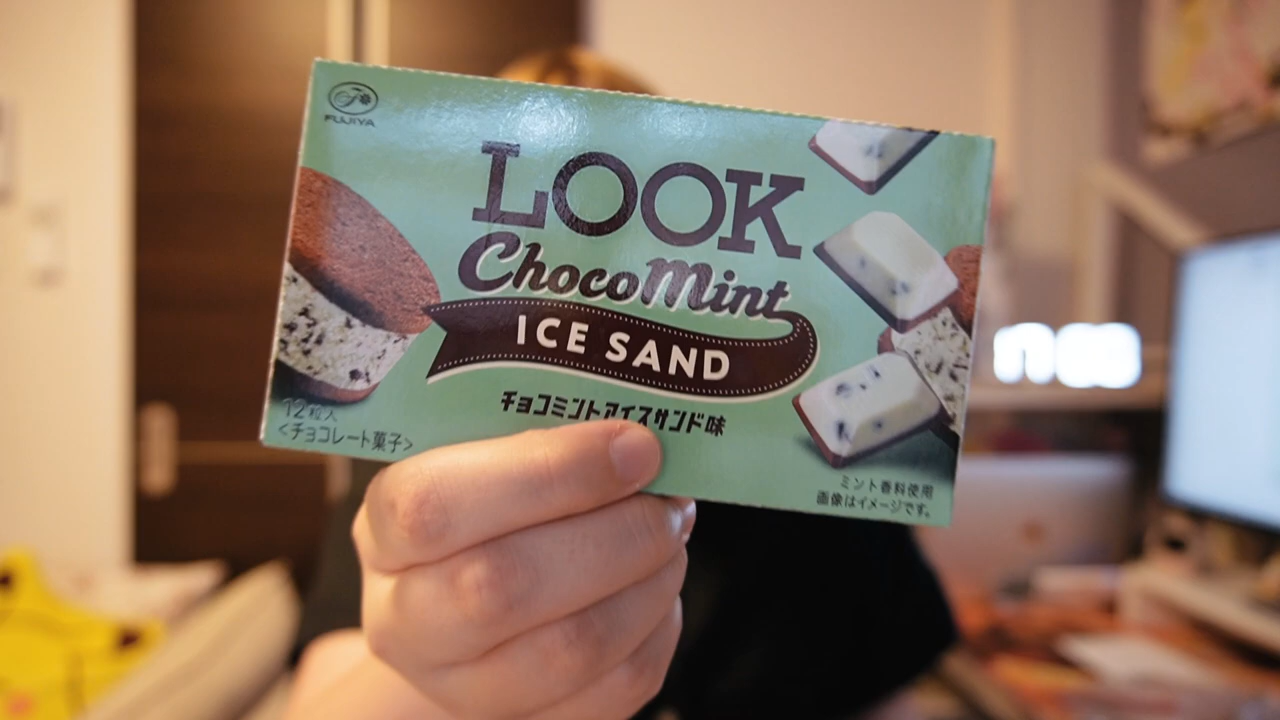 FUJIYA
LOOK
ChocoMint
ICE SAND
チョコミントアイスサンド味
12粒入
<チョコレート菓子>
ミント香料使用
画像はイメージです。